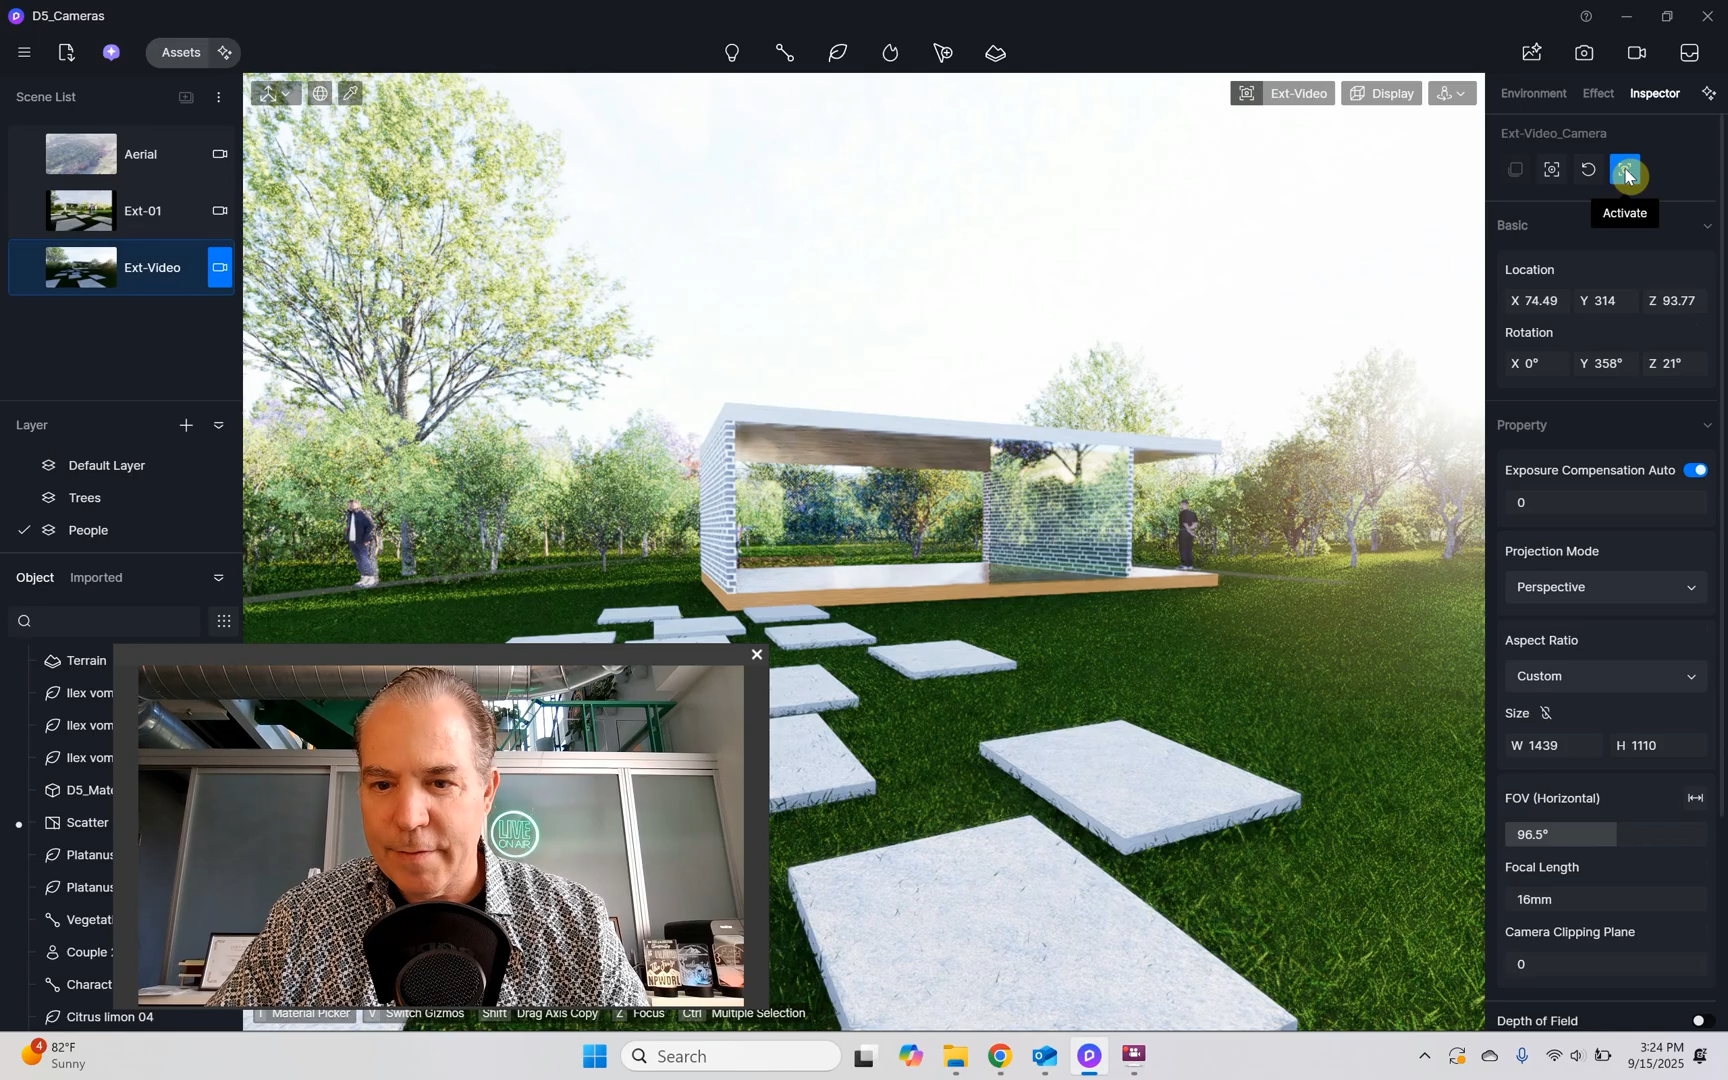 D5_Cameras
Assets
Scene List
Aerial
Ext-01
Ext-Video
Layer
Default Layer
Trees
People
Object Imported
Terrain
Ilex vom
Ilex vom
Ilex vom
D5_Mate
Scatter
Platanus
Platanus
Vegetat
Couple
Charact
Citrus limon 04
Ext-Video
Display
LIVE
ON AIR
Material Picker V Switch Gizmos Shift Drag Axis Copy Z Focus Ctrl Multiple Selection
Environment Effect Inspector
Ext-Video_Camera
Activate
Basic
Location
X 74.49 Y 314 Z 93.77
Rotation
X 0° Y 358° Z 21°
Property
Exposure Compensation Auto
0
Projection Mode
Perspective
Aspect Ratio
Custom
Size
W 1439 H 1110
FOV (Horizontal)
96.5°
Focal Length
16mm
Camera Clipping Plane
0
Depth of Field
4
82°F
Sunny
Search
3:24 PM
9/15/2025